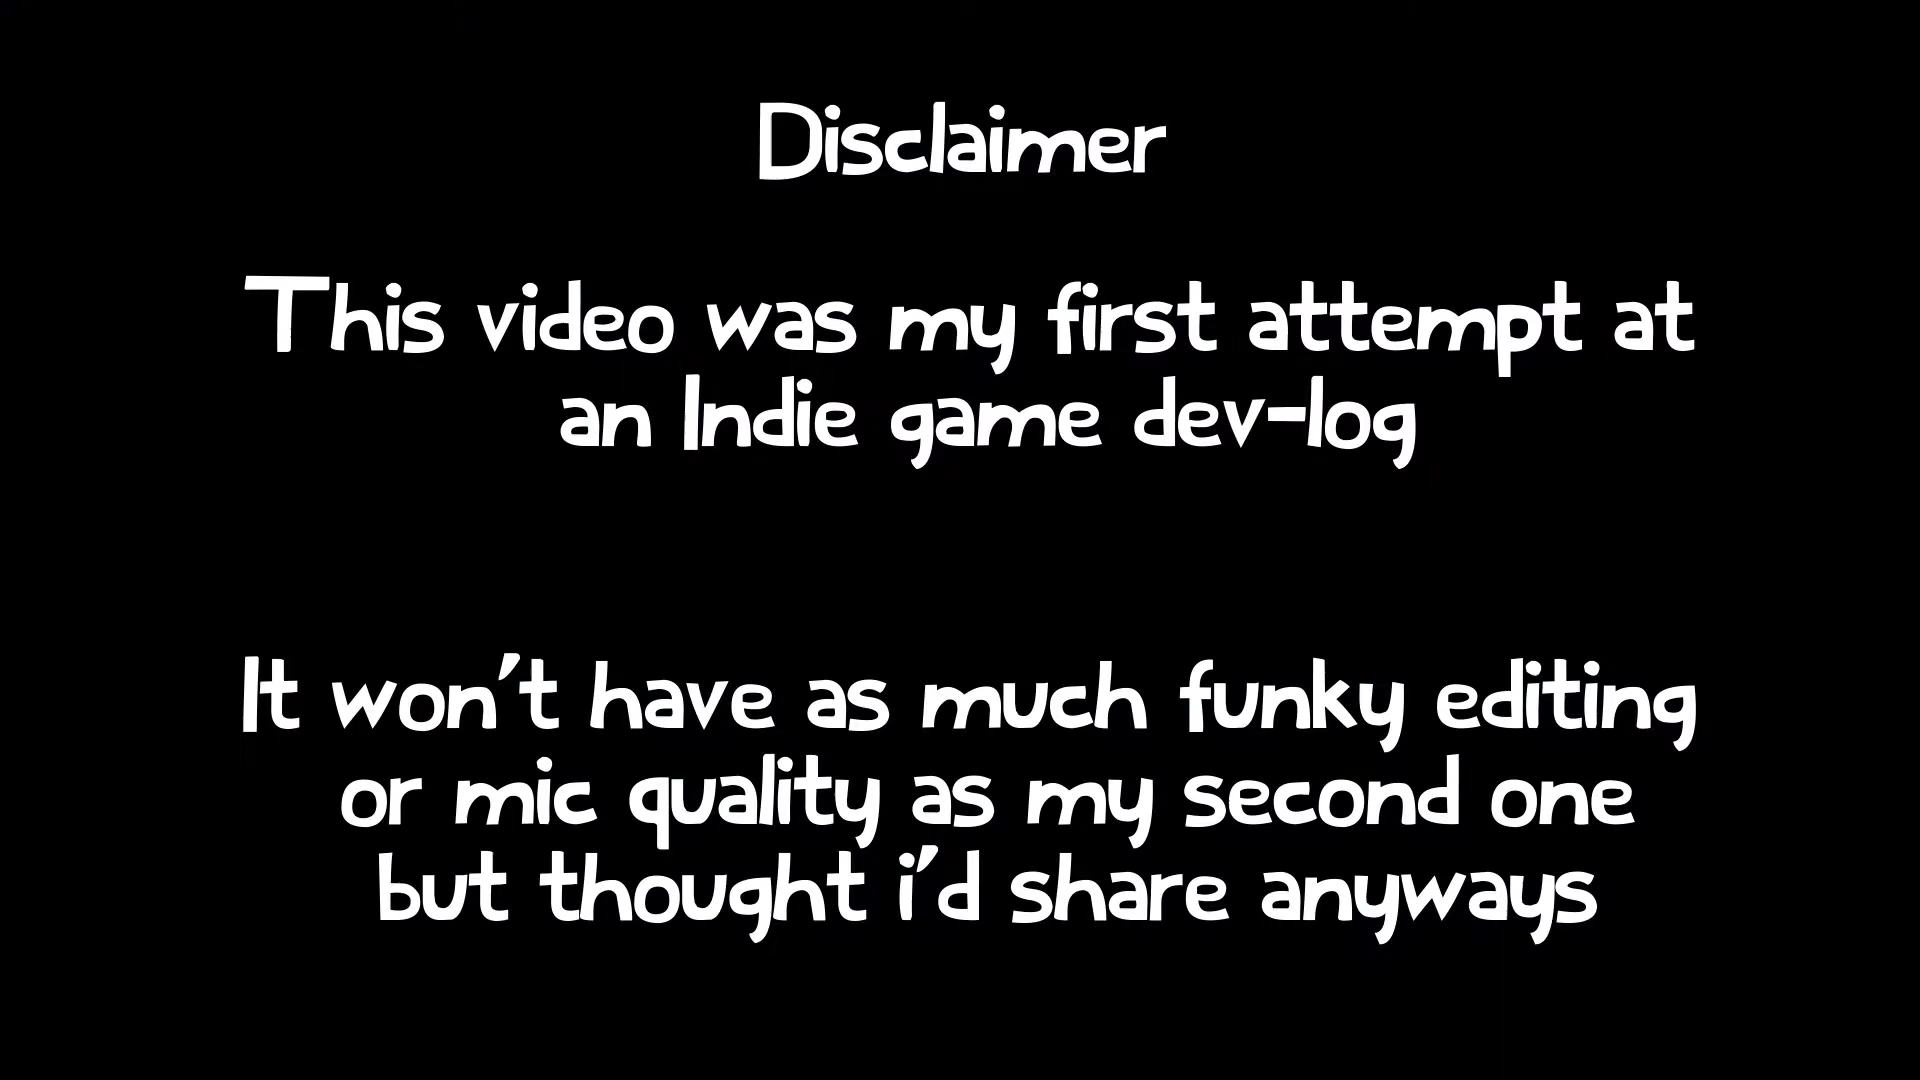 Disclaimer
This video was my first attempt at
an Indie game dev-log
It won't have as much funky editing
or mic quality as my second one
but thought i'd share anyways